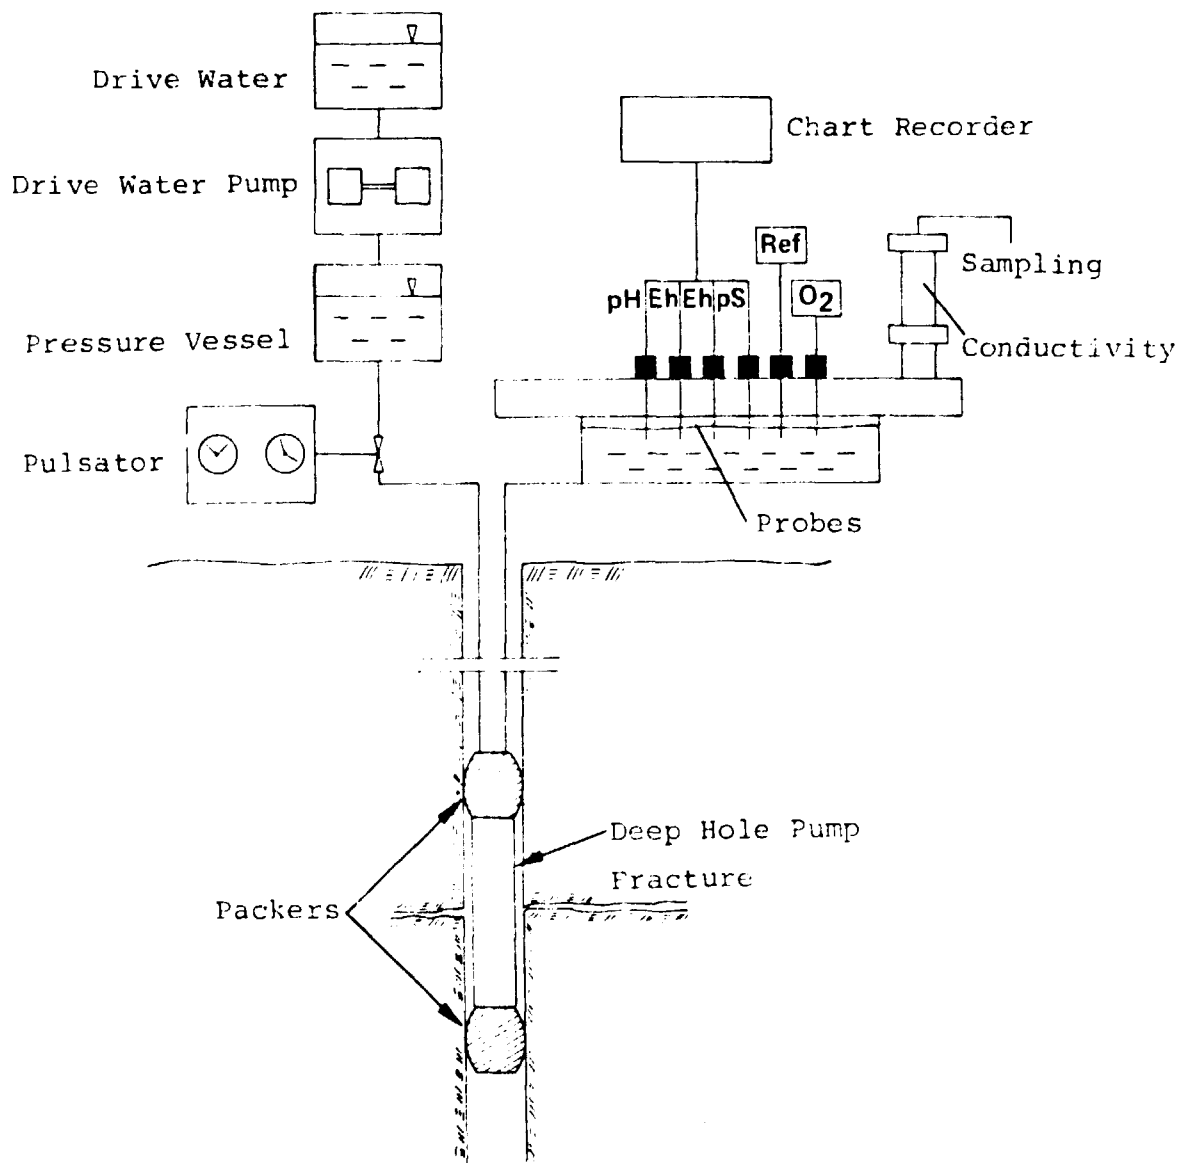 Drive Water
Chart Recorder
Drive Water Pump
Ref
Sampling
pH Eh Eh pS
O2
Pressure Vessel
Conductivity
Pulsator
Probes
Deep Hole Pump
Fracture
Packers